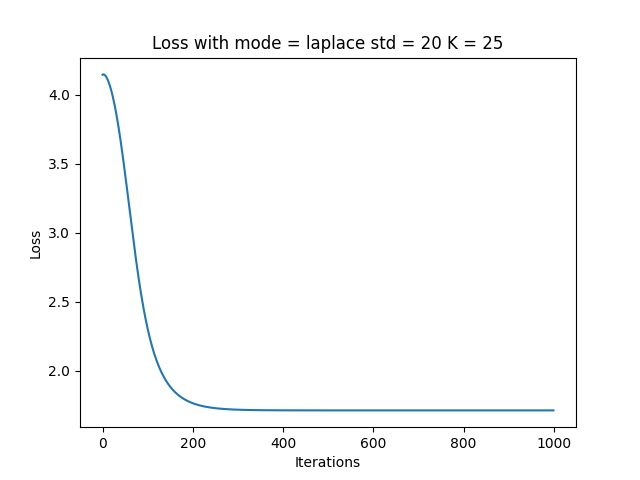 Loss with mode = laplace std = 20 K = 25
4.0
3.5
3.0
2.5
2.0
Loss
0 200 400 600 800 1000
Iterations